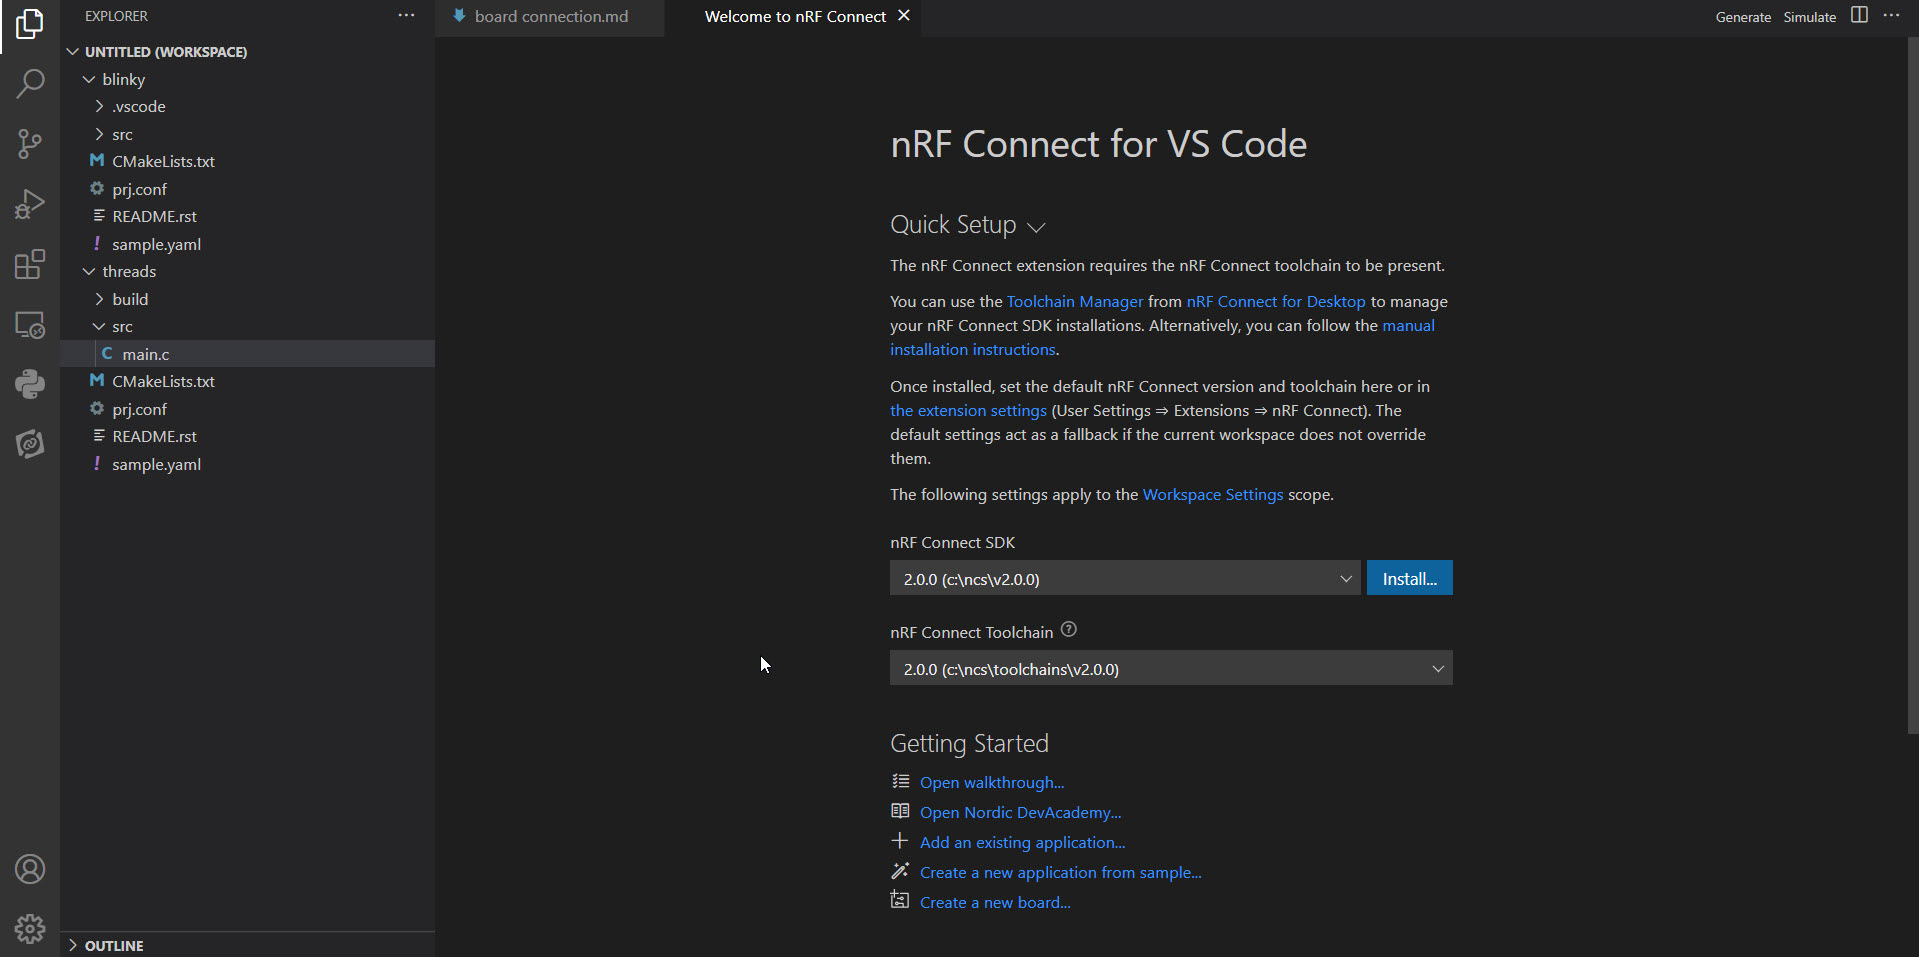 EXPLORER
UNTITLED (WORKSPACE)
blinky
.vscode
src
CMakeLists.txt
prj.conf
README.rst
sample.yaml
threads
build
src
main.c
CMakeLists.txt
prj.conf
README.rst
sample.yaml
OUTLINE
board connection.md
Welcome to nRF Connect
Generate Simulate
nRF Connect for VS Code
Quick Setup
The nRF Connect extension requires the nRF Connect toolchain to be present.
You can use the Toolchain Manager from nRF Connect for Desktop to manage
your nRF Connect SDK installations. Alternatively, you can follow the manual
installation instructions.
Once installed, set the default nRF Connect version and toolchain here or in
the extension settings (User Settings ⇒ Extensions ⇒ nRF Connect). The
default settings act as a fallback if the current workspace does not override
them.
The following settings apply to the Workspace Settings scope.
nRF Connect SDK
2.0.0 (c:\ncs\v2.0.0)
Install...
nRF Connect Toolchain
2.0.0 (c:\ncs\toolchains\v2.0.0)
Getting Started
Open walkthrough...
Open Nordic DevAcademy...
Add an existing application...
Create a new application from sample...
Create a new board...